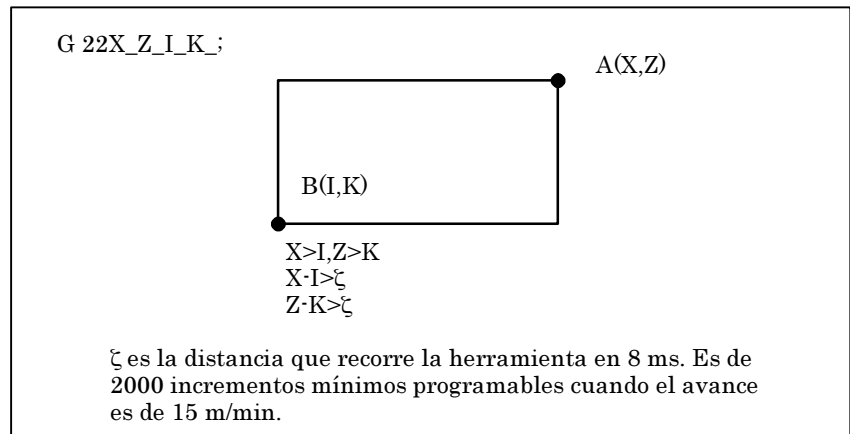 G 22X_Z_I_K_;
A(X,Z)
B(I,K)
X>I,Z>K
X-I>ζ
Z-K>ζ
ζ es la distancia que recorre la herramienta en 8 ms. Es de
2000 incrementos mínimos programables cuando el avance
es de 15 m/min.